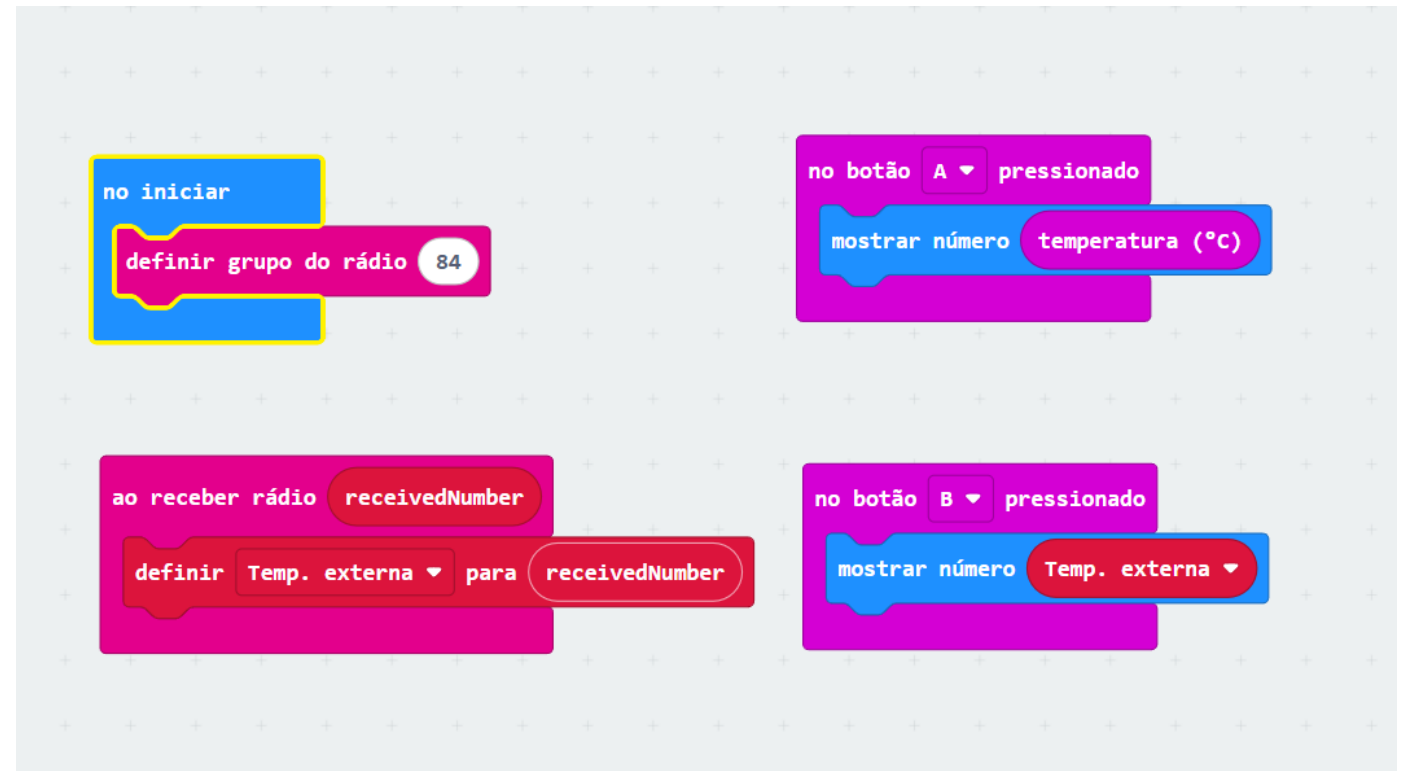 no iniciar
definir grupo do rádio 84
no botão A pressionado
mostrar número temperatura (°C)
ao receber rádio receivedNumber
definir Temp. externa para receivedNumber
no botão B pressionado
mostrar número Temp. externa